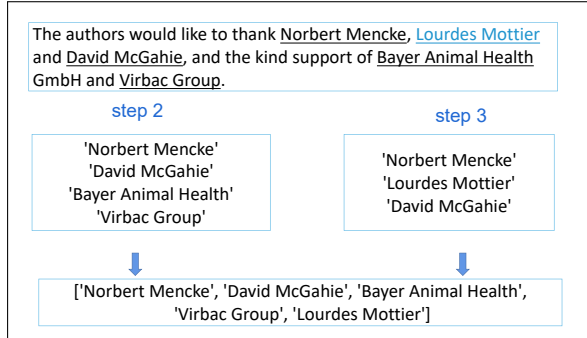 The authors would like to thank Norbert Mencke, Lourdes Mottier
and David McGahie, and the kind support of Bayer Animal Health
GmbH and Virbac Group.
step 2
'Norbert Mencke'
'David McGahie'
'Bayer Animal Health'
'Virbac Group'
step 3
'Norbert Mencke'
'Lourdes Mottier'
'David McGahie'
['Norbert Mencke', 'David McGahie', 'Bayer Animal Health',
'Virbac Group', 'Lourdes Mottier']